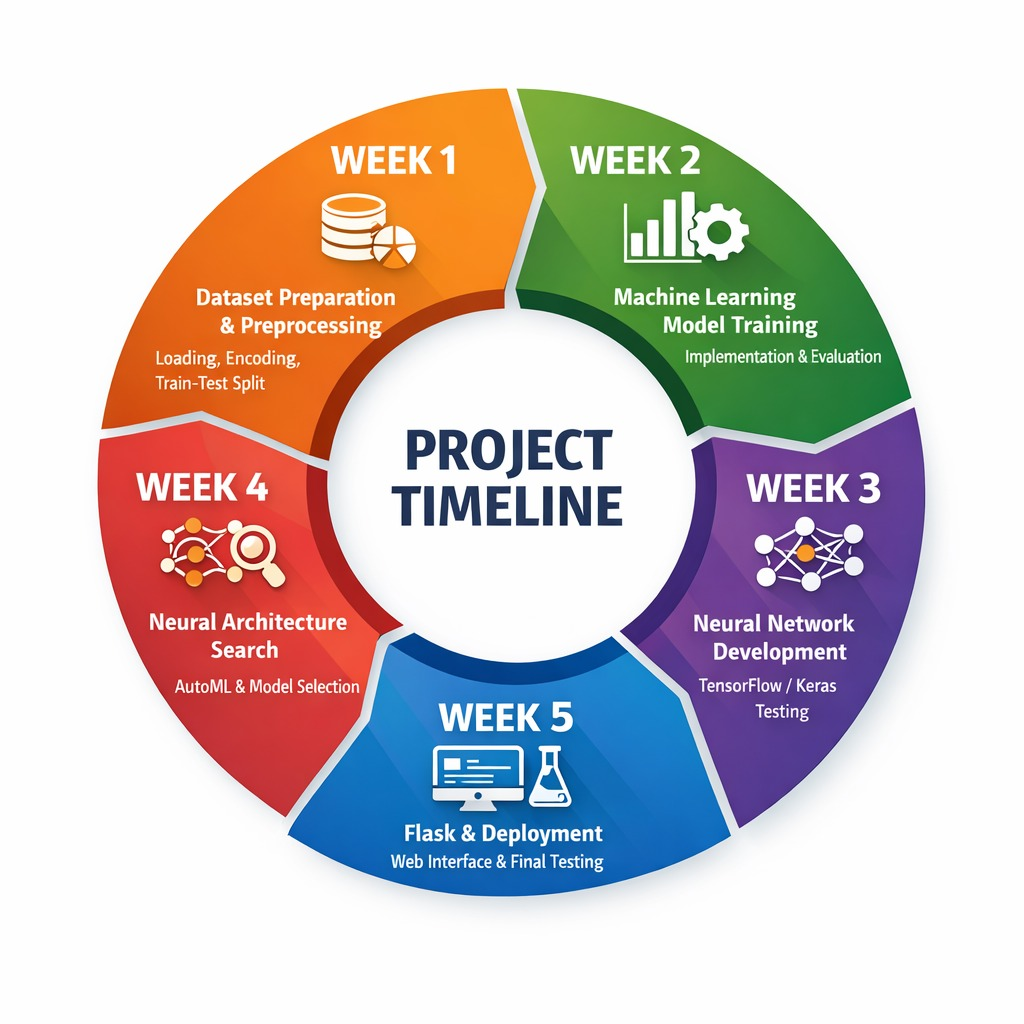 WEEK 1
Dataset Preparation
& Preprocessing
Loading, Encoding,
Train-Test Split
WEEK 2
Machine Learning
Model Training
Implementation & Evaluation
WEEK 3
Neural Network
Development
TensorFlow / Keras
Testing
WEEK 4
Neural Architecture
Search
AutoML & Model Selection
WEEK 5
Flask & Deployment
Web Interface & Final Testing
PROJECT
TIMELINE